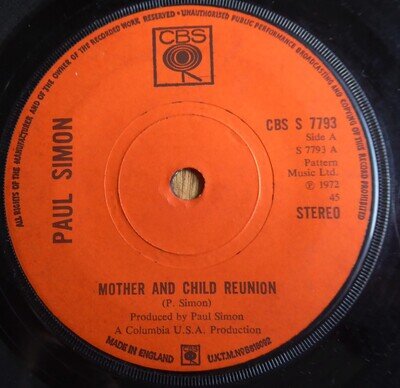 ALL RIGHTS OF THE MANUFACTURER AND OF THE OWNER OF THE RECORDED WORK RESERVED • UNAUTHORISED PUBLIC PERFORMANCE BROADCASTING AND COPYING OF THIS RECORD PROHIBITED
CBS
PAUL SIMON
CBS S 7793
Side A
S 7793 A
Pattern
Music Ltd.
Ⓟ 1972
45
STEREO
MOTHER AND CHILD REUNION
(P. Simon)
Produced by Paul Simon
A Columbia U.S.A. Production
MADE IN ENGLAND
CBS
U.K.T.M.Nº B818092